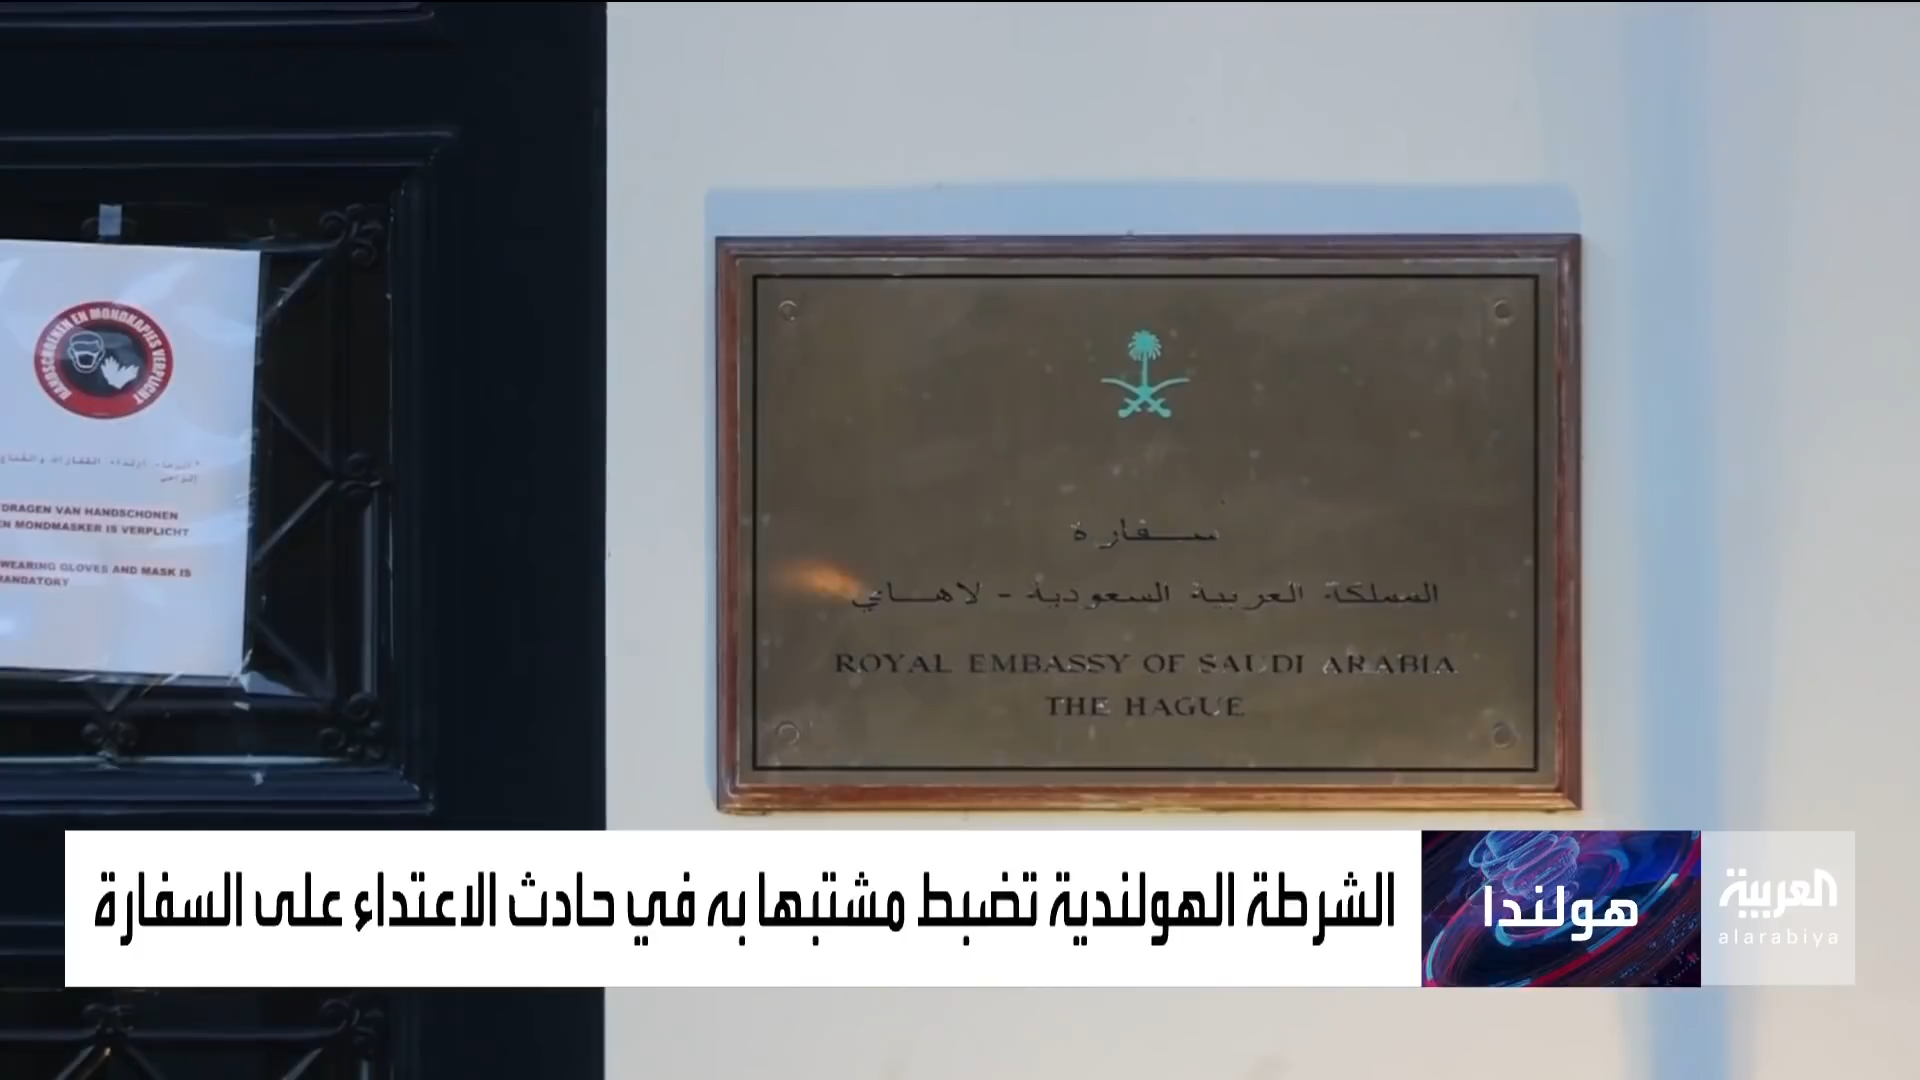 HANDSCHOENEN EN MONDKAPJES VERPLICHT
DRAGEN VAN HANDSCHONEN
EN MONDMASKER IS VERPLICHT
WEARING GLOVES AND MASK IS
MANDATORY
سفارة
المملكة العربية السعودية - لاهاي
ROYAL EMBASSY OF SAUDI ARABIA
THE HAGUE
العربية
alarabiya
هولندا
الشرطة الهولندية تضبط مشتبها به في حادث الاعتداء على السفارة